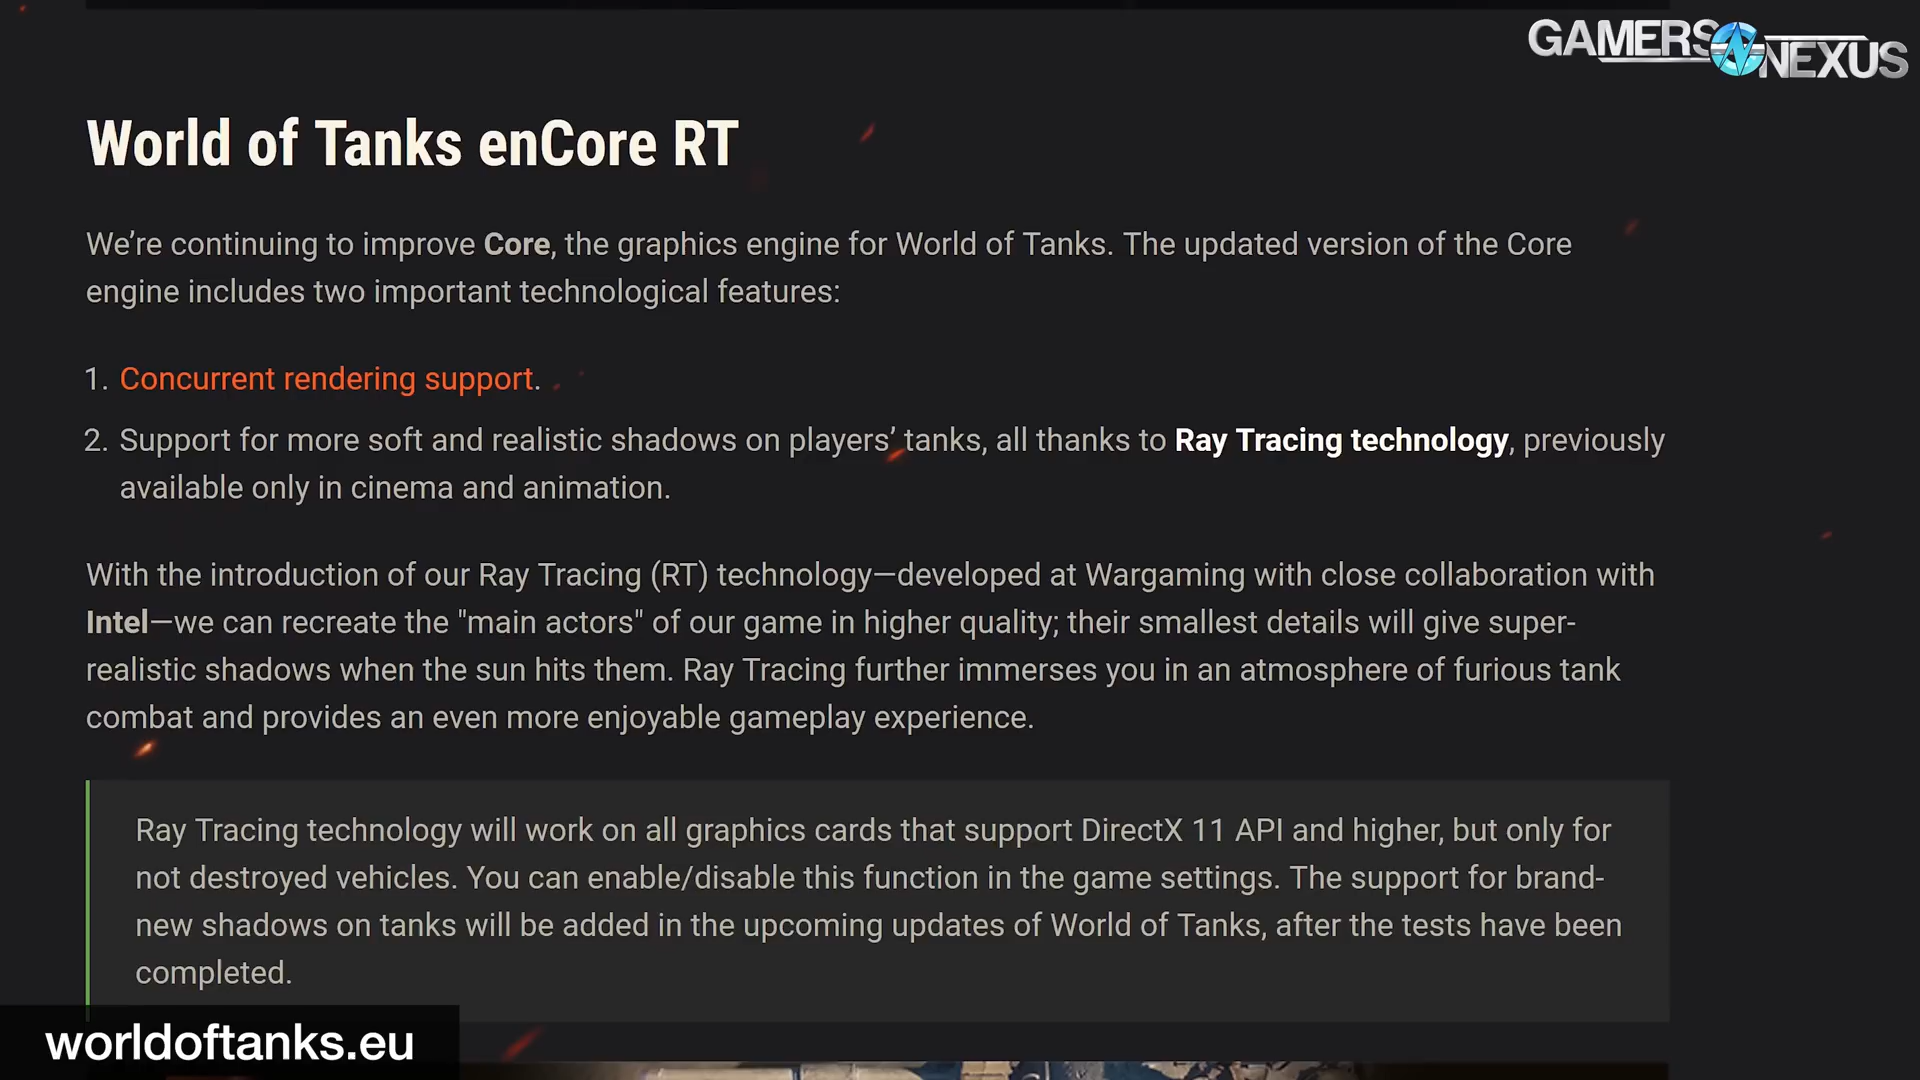 GAMERS NEXUS
World of Tanks enCore RT
We’re continuing to improve Core, the graphics engine for World of Tanks. The updated version of the Core
engine includes two important technological features:
1. Concurrent rendering support.
2. Support for more soft and realistic shadows on players’ tanks, all thanks to Ray Tracing technology, previously
available only in cinema and animation.
With the introduction of our Ray Tracing (RT) technology—developed at Wargaming with close collaboration with
Intel—we can recreate the "main actors" of our game in higher quality; their smallest details will give super-
realistic shadows when the sun hits them. Ray Tracing further immerses you in an atmosphere of furious tank
combat and provides an even more enjoyable gameplay experience.
Ray Tracing technology will work on all graphics cards that support DirectX 11 API and higher, but only for
not destroyed vehicles. You can enable/disable this function in the game settings. The support for brand-
new shadows on tanks will be added in the upcoming updates of World of Tanks, after the tests have been
completed.
worldoftanks.eu